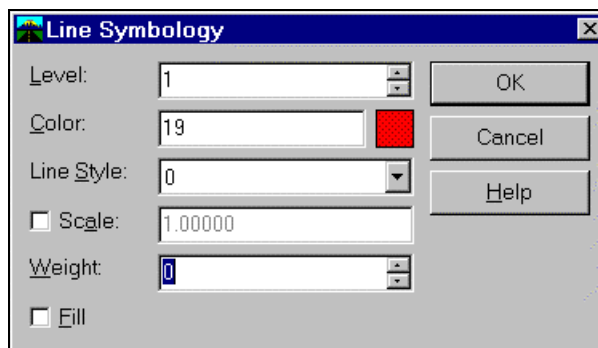 Line Symbology
Level: 1
OK
Color: 19
Cancel
Line Style: 0
Help
Scale: 1.00000
Weight: 0
Fill